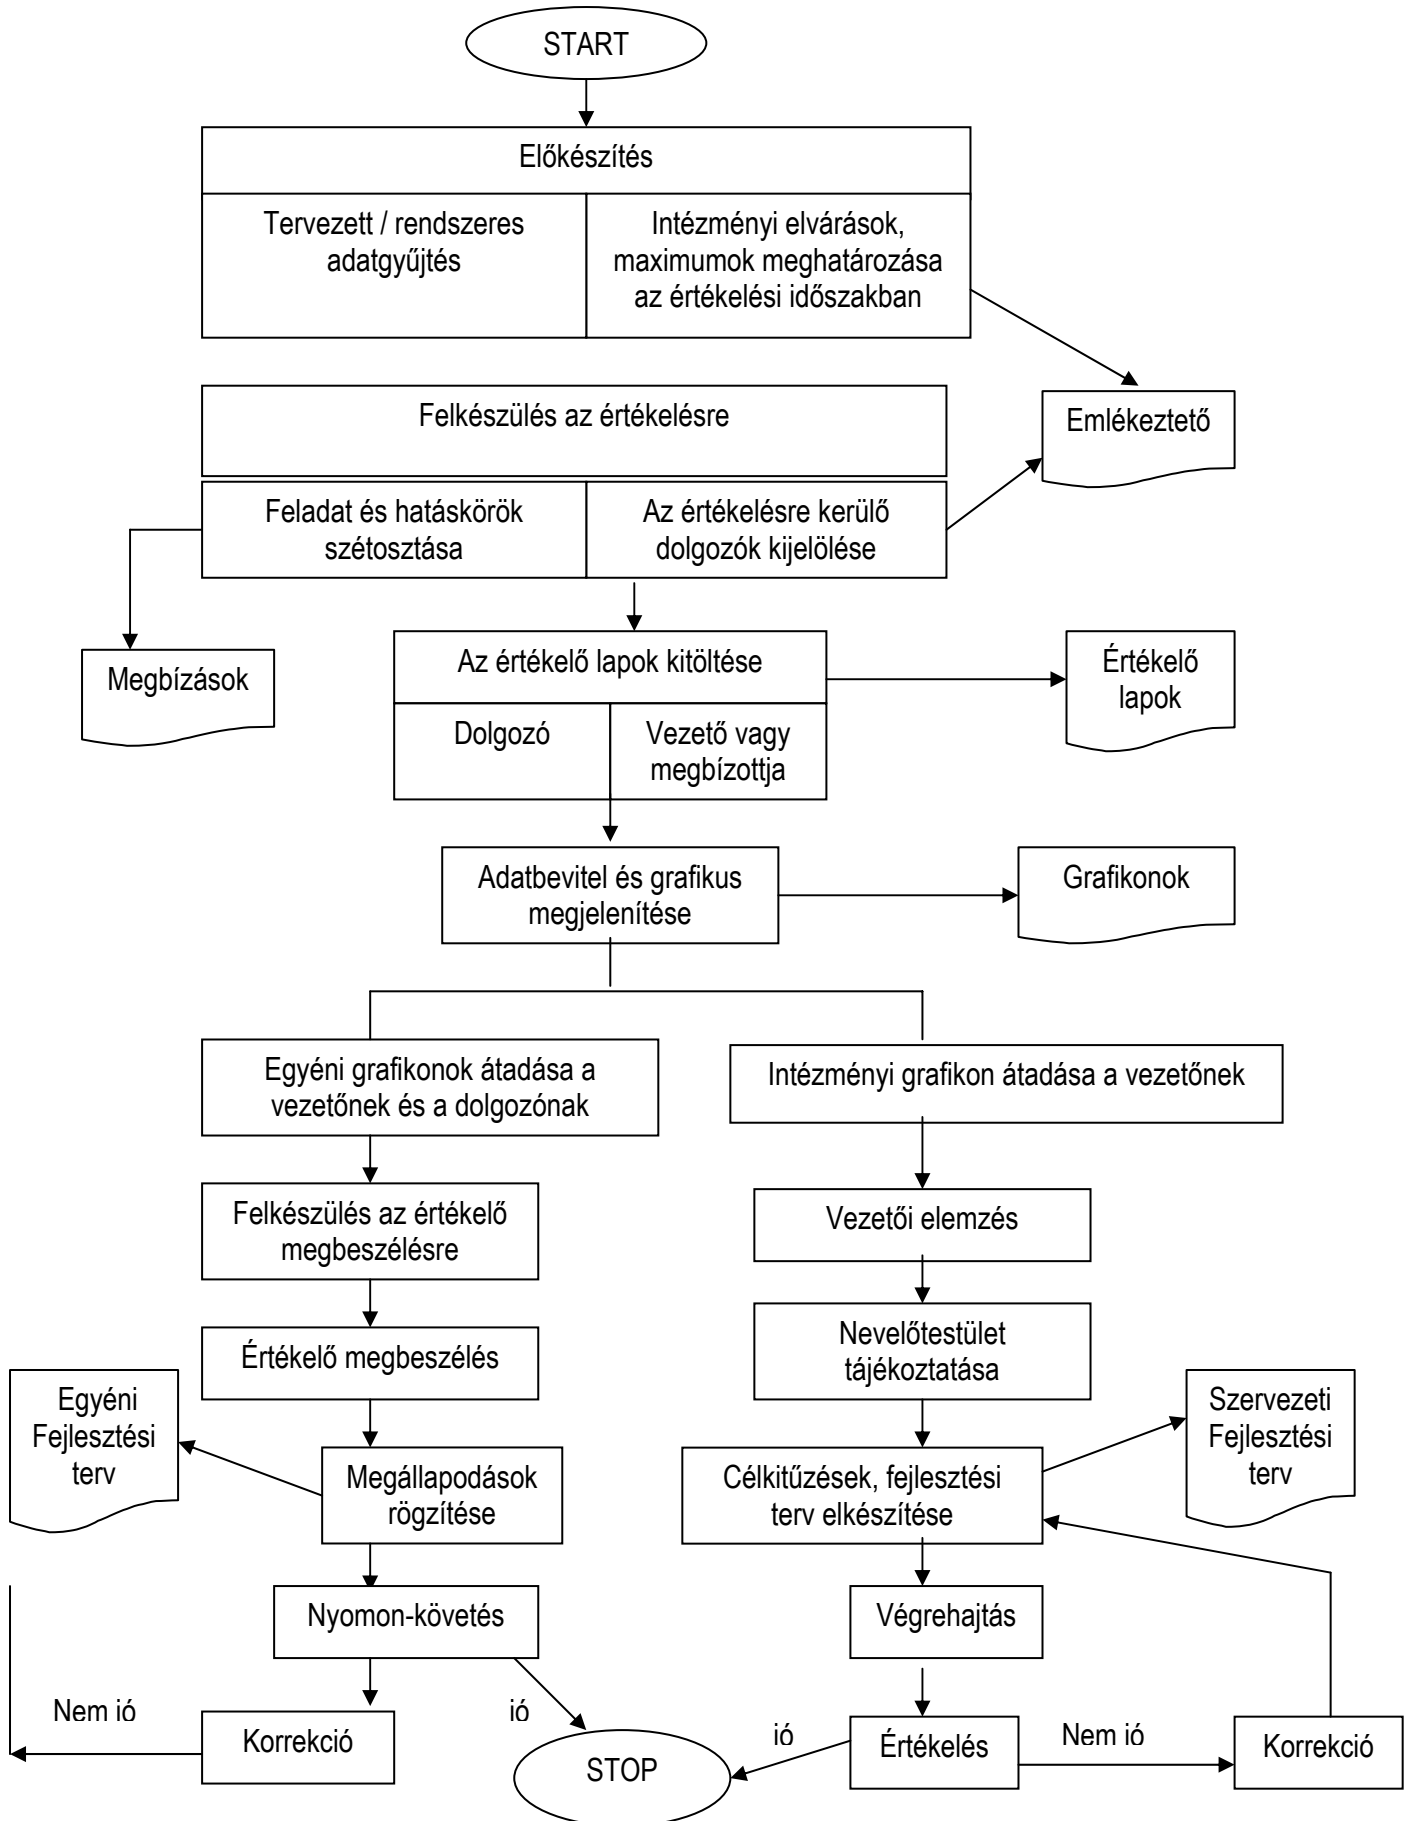 START
Előkészítés
Tervezett / rendszeres
adatgyűjtés
Intézményi elvárások,
maximumok meghatározása
az értékelési időszakban
Felkészülés az értékelésre
Emlékeztető
Feladat és hatáskörök
szétosztása
Az értékelésre kerülő
dolgozók kijelölése
Megbízások
Az értékelő lapok kitöltése
Dolgozó
Vezető vagy
megbízottja
Értékelő
lapok
Adatbevitel és grafikus
megjelenítése
Grafikonok
Egyéni grafikonok átadása a
vezetőnek és a dolgozónak
Intézményi grafikon átadása a vezetőnek
Felkészülés az értékelő
megbeszélésre
Vezetői elemzés
Értékelő megbeszélés
Nevelőtestület
tájékoztatása
Egyéni
Fejlesztési
terv
Megállapodások
rögzítése
Célkitűzések, fejlesztési
terv elkészítése
Szervezeti
Fejlesztési
terv
Nyomon-követés
Végrehajtás
Nem jó
Korrekció
jó
STOP
jó
Értékelés
Nem jó
Korrekció